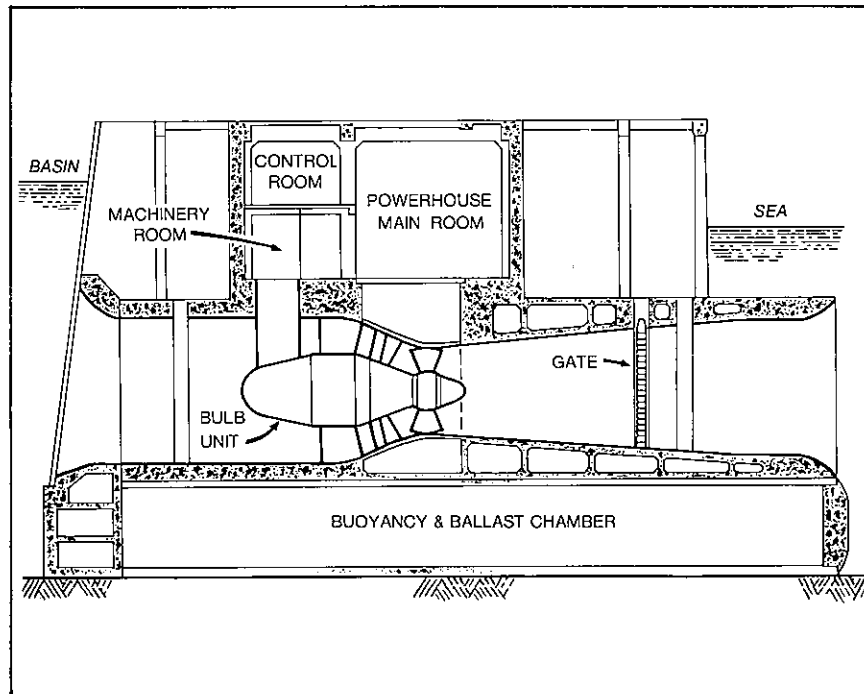 BASIN
CONTROL
ROOM
MACHINERY
ROOM
POWERHOUSE
MAIN ROOM
SEA
GATE
BULB
UNIT
BUOYANCY & BALLAST CHAMBER